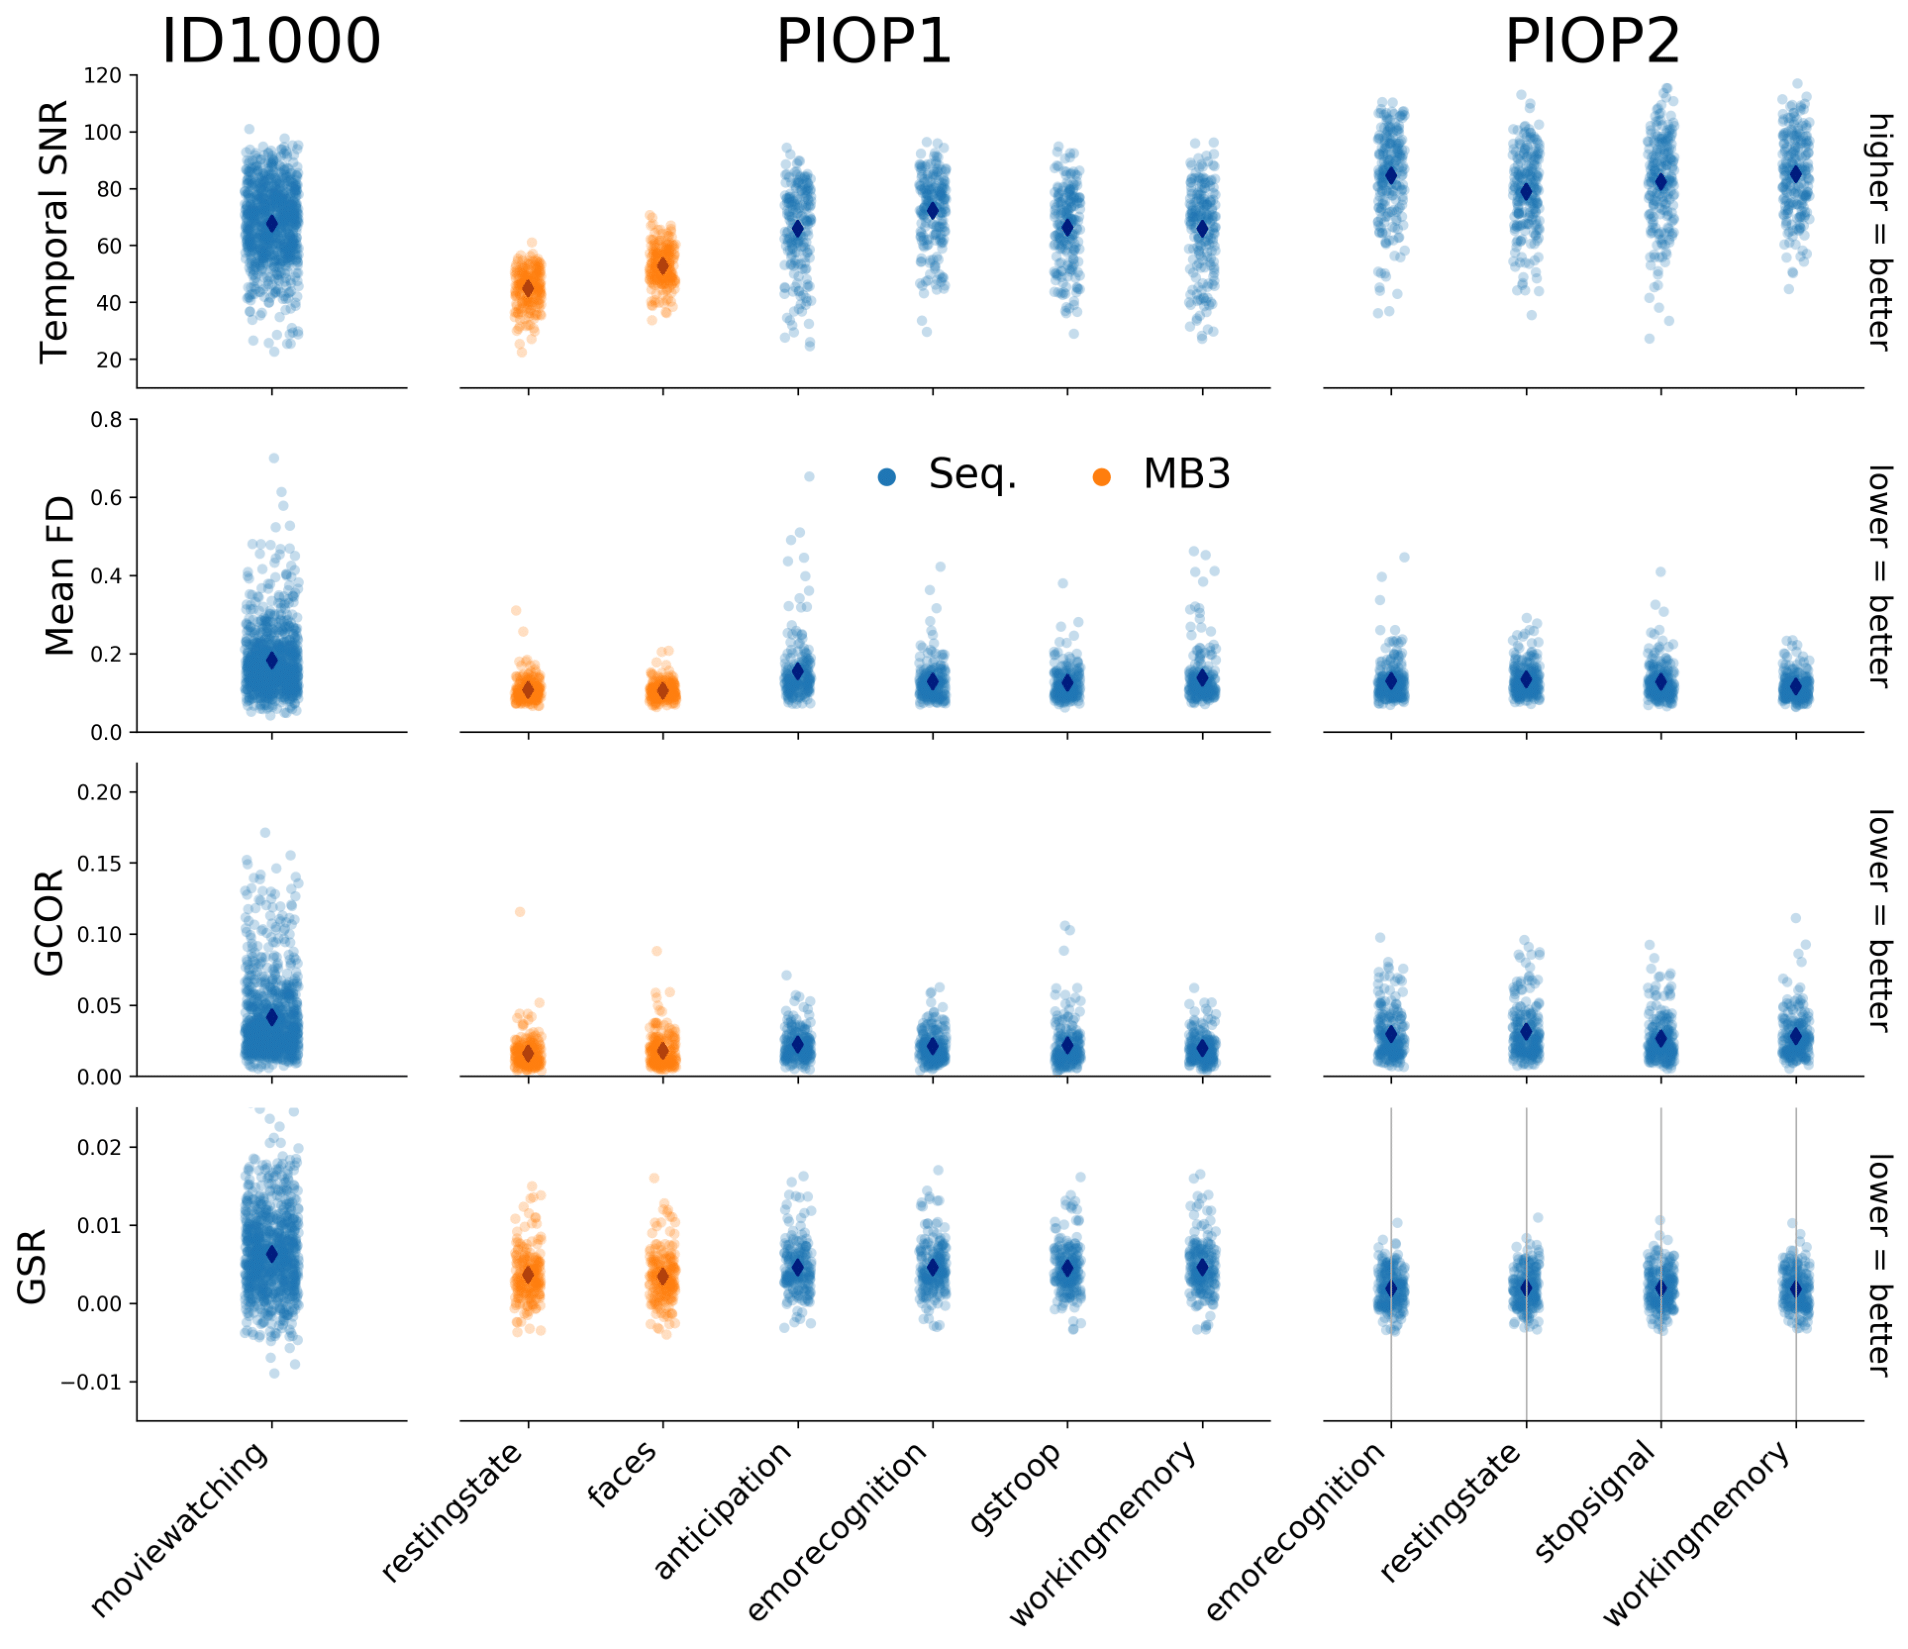 ID1000 PIOP1 PIOP2
Temporal SNR
120
100
80
60
40
20
higher = better
Mean FD
0.8
0.6
0.4
0.2
0.0
Seq. MB3
lower = better
GCOR
0.20
0.15
0.10
0.05
0.00
lower = better
GSR
0.02
0.01
0.00
−0.01
lower = better
moviewatching
restingstate
faces
anticipation
emorecognition
gstroop
workingmemory
emorecognition
restingstate
stopsignal
workingmemory